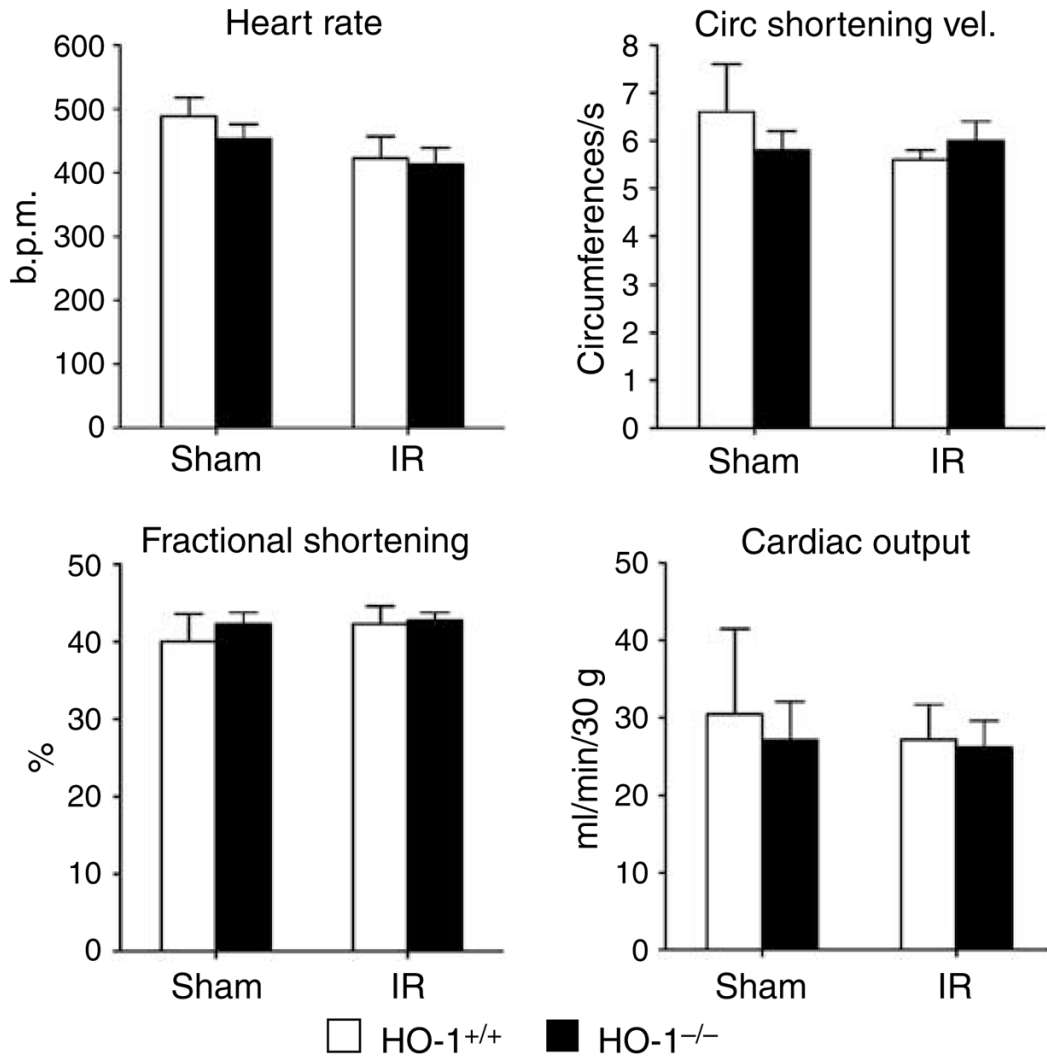 Heart rate
600
500
400
300
200
100
0
b.p.m.
Sham IR
Circ shortening vel.
8
7
6
5
4
3
2
1
0
Circumferences/s
Sham IR
Fractional shortening
50
40
30
20
10
0
%
Sham IR
Cardiac output
50
40
30
20
10
0
ml/min/30 g
Sham IR
HO-1+/+ HO-1–/–